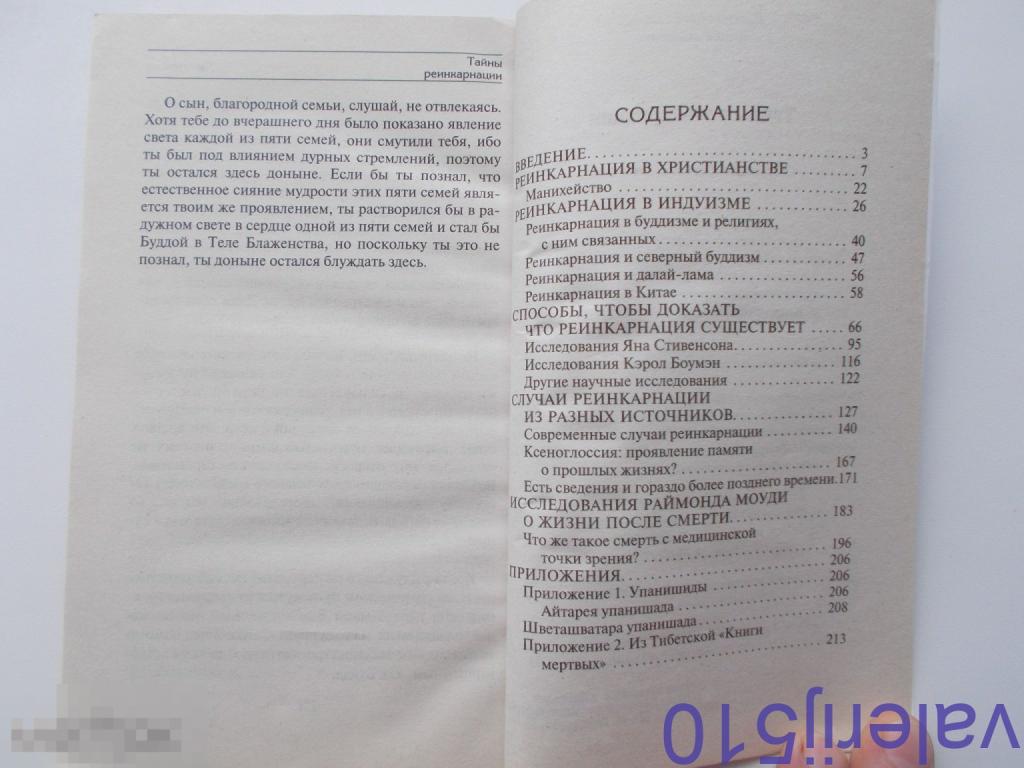 Тайны
реинкарнации
О сын, благородной семьи, слушай, не отвлекаясь.
Хотя тебе до вчерашнего дня было показано явление
света каждой из пяти семей, они смутили тебя, ибо
ты был под влиянием дурных стремлений, поэтому
ты остался здесь доныне. Если бы ты познал, что
естественное сияние мудрости этих пяти семей явля-
ется твоим же проявлением, ты растворился бы в ра-
дужном свете в сердце одной из пяти семей и стал бы
Буддой в Теле Блаженства, но поскольку ты это не
познал, ты доныне остался блуждать здесь.
СОДЕРЖАНИЕ
ВВЕДЕНИЕ. 3
РЕИНКАРНАЦИЯ В ХРИСТИАНСТВЕ 7
Манихейство 22
РЕИНКАРНАЦИЯ В ИНДУИЗМЕ 26
Реинкарнация в буддизме и религиях,
с ним связанных 40
Реинкарнация и северный буддизм 47
Реинкарнация и далай-лама 56
Реинкарнация в Китае 58
СПОСОБЫ, ЧТОБЫ ДОКАЗАТЬ
ЧТО РЕИНКАРНАЦИЯ СУЩЕСТВУЕТ 66
Исследования Яна Стивенсона 95
Исследования Кэрол Боумэн 116
Другие научные исследования 122
СЛУЧАИ РЕИНКАРНАЦИИ
ИЗ РАЗНЫХ ИСТОЧНИКОВ 127
Современные случаи реинкарнации 140
Ксеноглоссия: проявление памяти
о прошлых жизнях? 167
Есть сведения и гораздо более позднего времени. 171
ИССЛЕДОВАНИЯ РАЙМОНДА МОУДИ
О ЖИЗНИ ПОСЛЕ СМЕРТИ 183
Что же такое смерть с медицинской
точки зрения? 196
ПРИЛОЖЕНИЯ 206
Приложение 1. Упанишиды 206
Айтарея упанишада 206
Шветашватара упанишада 208
Приложение 2. Из Тибетской «Книги
мертвых» 213
valerij510